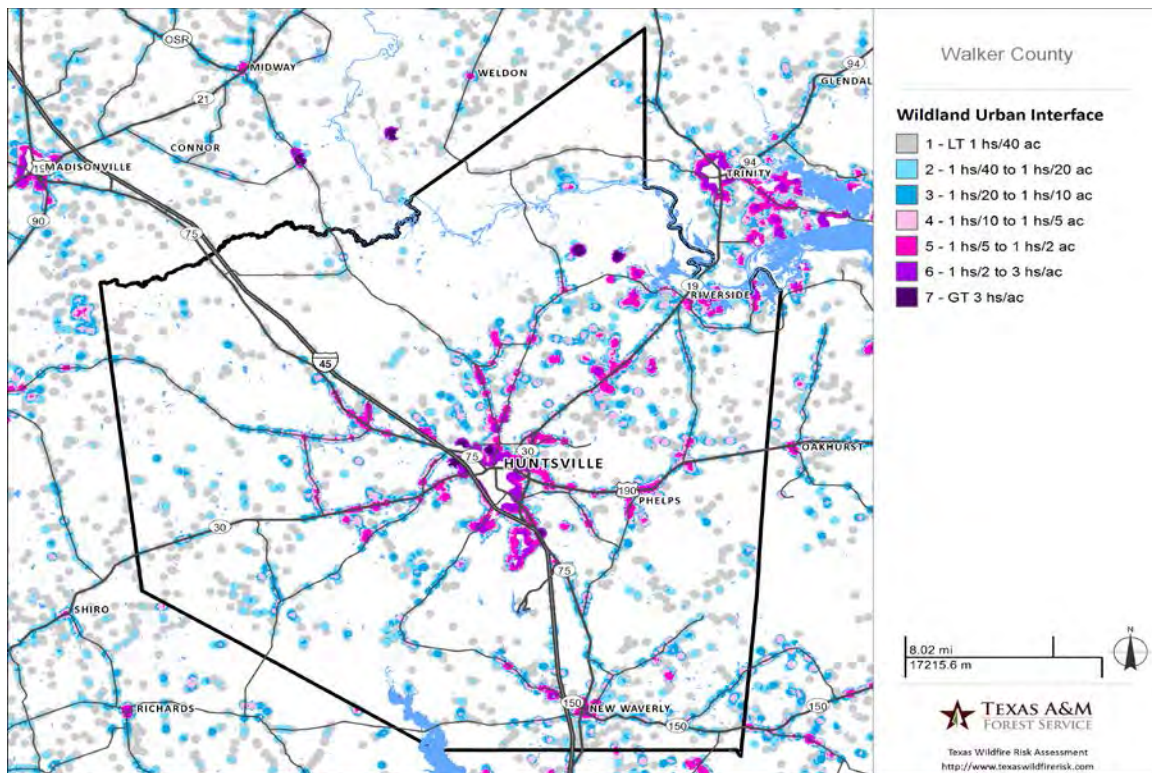 Walker County
Wildland Urban Interface
1 - LT 1 hs/40 ac
2 - 1 hs/40 to 1 hs/20 ac
3 - 1 hs/20 to 1 hs/10 ac
4 - 1 hs/10 to 1 hs/5 ac
5 - 1 hs/5 to 1 hs/2 ac
6 - 1 hs/2 to 3 hs/ac
7 - GT 3 hs/ac
OSR
MIDWAY
WELDON
94
GLENDAL
21
CONNOR
MADISONVILLE
94
TRINITY
90
75
19
RIVERSIDE
45
75
30
HUNTSVILLE
OAKHURST
190
PHELPS
30
75
SHIRO
RICHARDS
150
NEW WAVERLY
150
150
N
8.02 mi
17215.6 m
TEXAS A&M
FOREST SERVICE
Texas Wildfire Risk Assessment
http://www.texaswildfirerisk.com